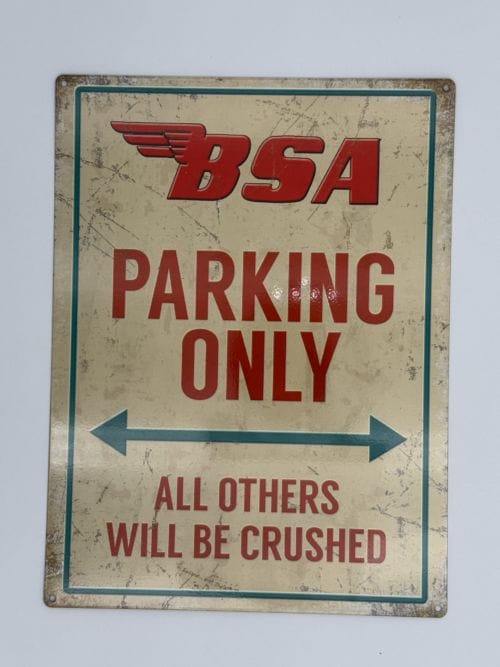 BSA
PARKING
ONLY
ALL OTHERS
WILL BE CRUSHED